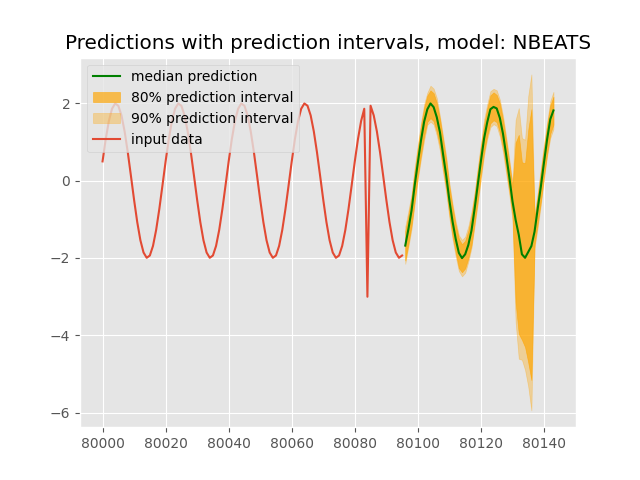 Predictions with prediction intervals, model: NBEATS
median prediction
80% prediction interval
90% prediction interval
input data
2
0
−2
−4
−6
80000 80020 80040 80060 80080 80100 80120 80140